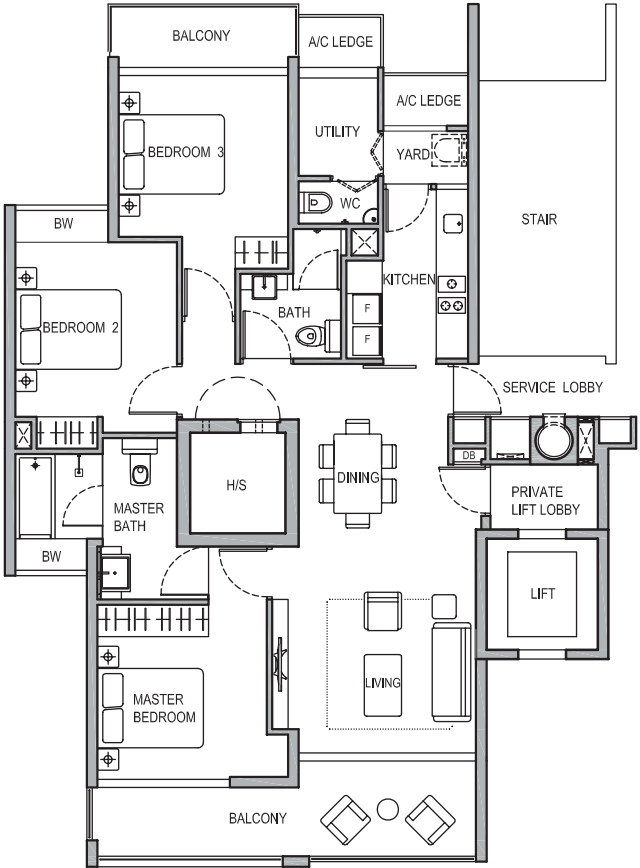 BALCONY
A/C LEDGE
A/C LEDGE
UTILITY
YARD
BEDROOM 3
WC
BW
STAIR
KITCHEN
BATH
F
F
BEDROOM 2
SERVICE LOBBY
DB
DINING
H/S
MASTER
BATH
PRIVATE
LIFT LOBBY
BW
LIFT
LIVING
MASTER
BEDROOM
BALCONY